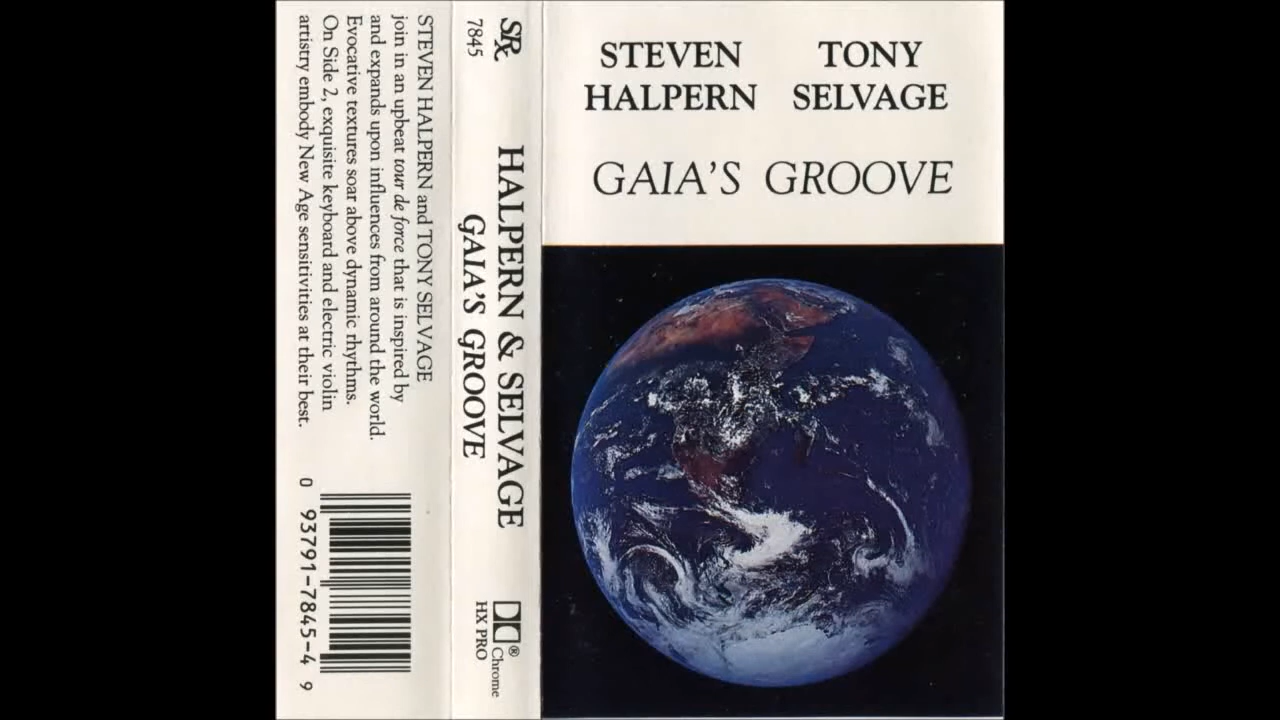 STEVEN HALPERN and TONY SELVAGE
join in an upbeat tour de force that is inspired by
and expands upon influences from around the world.
Evocative textures soar above dynamic rhythms.
On Side 2, exquisite keyboard and electric violin
artistry embody New Age sensitivities at their best.
0 93791-7845-4 9
SRx
7845
HALPERN & SELVAGE
GAIA'S GROOVE
® Chrome
HX PRO
STEVEN HALPERN
TONY SELVAGE
GAIA'S GROOVE